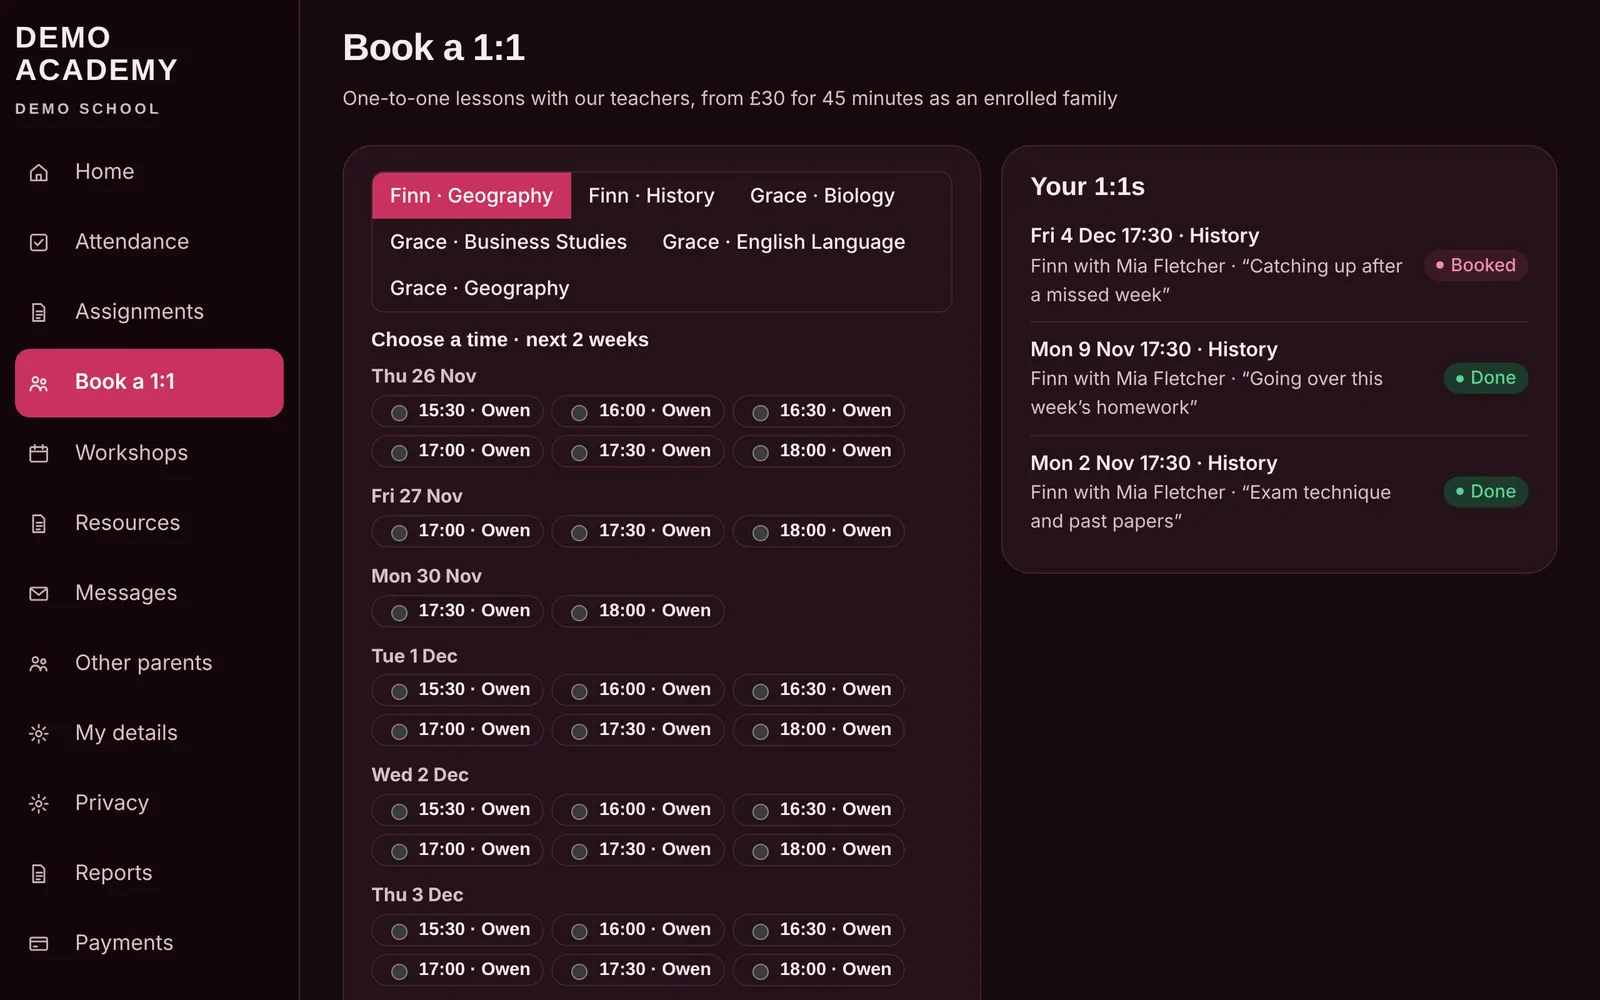 DEMO
ACADEMY
DEMO SCHOOL
Home
Attendance
Assignments
Book a 1:1
Workshops
Resources
Messages
Other parents
My details
Privacy
Reports
Payments
Book a 1:1
One-to-one lessons with our teachers, from £30 for 45 minutes as an enrolled family
Finn · Geography Finn · History Grace · Biology
Grace · Business Studies Grace · English Language
Grace · Geography
Choose a time · next 2 weeks
Thu 26 Nov
15:30 · Owen 16:00 · Owen 16:30 · Owen
17:00 · Owen 17:30 · Owen 18:00 · Owen
Fri 27 Nov
17:00 · Owen 17:30 · Owen 18:00 · Owen
Mon 30 Nov
17:30 · Owen 18:00 · Owen
Tue 1 Dec
15:30 · Owen 16:00 · Owen 16:30 · Owen
17:00 · Owen 17:30 · Owen 18:00 · Owen
Wed 2 Dec
15:30 · Owen 16:00 · Owen 16:30 · Owen
17:00 · Owen 17:30 · Owen 18:00 · Owen
Thu 3 Dec
15:30 · Owen 16:00 · Owen 16:30 · Owen
17:00 · Owen 17:30 · Owen 18:00 · Owen
Your 1:1s
Fri 4 Dec 17:30 · History
Finn with Mia Fletcher · “Catching up after
a missed week”
Booked
Mon 9 Nov 17:30 · History
Finn with Mia Fletcher · “Going over this
week’s homework”
Done
Mon 2 Nov 17:30 · History
Finn with Mia Fletcher · “Exam technique
and past papers”
Done